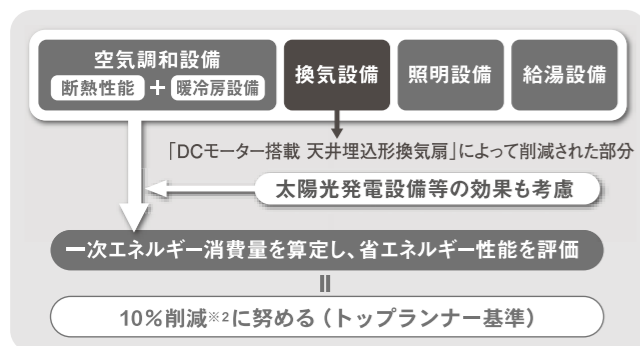 空気調和設備
断熱性能 + 暖冷房設備
換気設備
照明設備
給湯設備
「DCモーター搭載 天井埋込形換気扇」によって削減された部分
太陽光発電設備等の効果も考慮
一次エネルギー消費量を算定し、省エネルギー性能を評価
=
10%削減※2に努める(トップランナー基準)